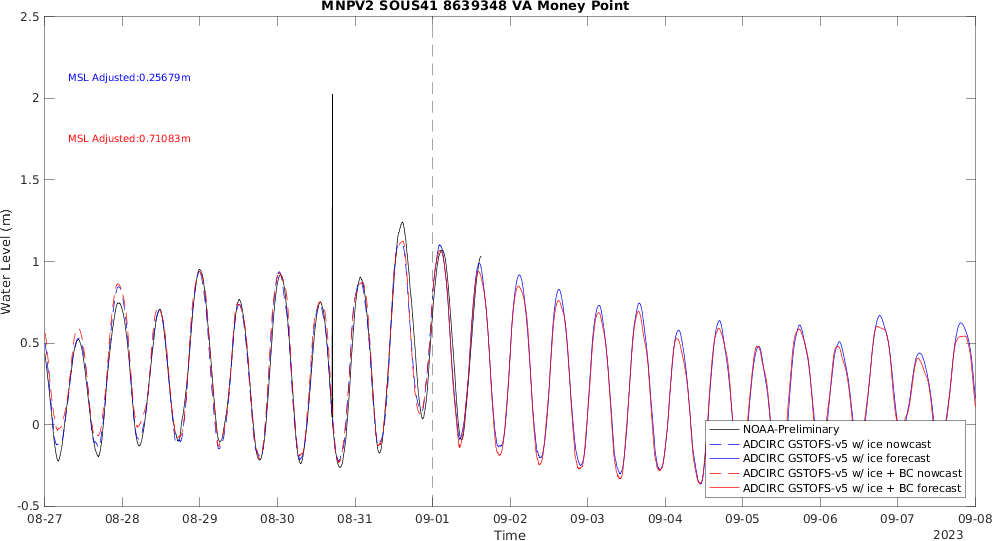 MNPV2 SOUS41 8639348 VA Money Point
2.5
MSL Adjusted:0.25679m
2
MSL Adjusted:0.71083m
1.5
Water Level (m)
1
0.5
0
NOAA-Preliminary
ADCIRC GSTOFS-v5 w/ ice nowcast
ADCIRC GSTOFS-v5 w/ ice forecast
ADCIRC GSTOFS-v5 w/ ice + BC nowcast
ADCIRC GSTOFS-v5 w/ ice + BC forecast
-0.5
08-27 08-28 08-29 08-30 08-31 09-01 09-02 09-03 09-04 09-05 09-06 09-07 09-08
Time
2023